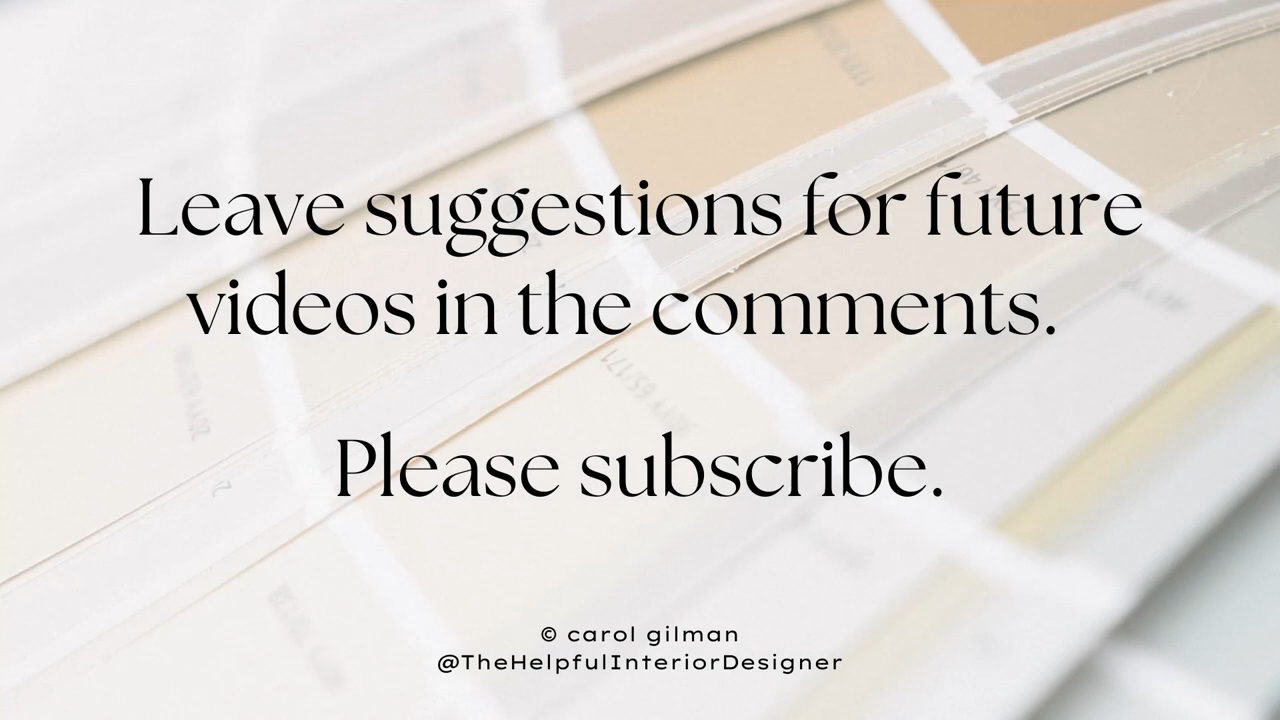 Leave suggestions for future
videos in the comments.
Please subscribe.
© carol gilman
@TheHelpfulInteriorDesigner